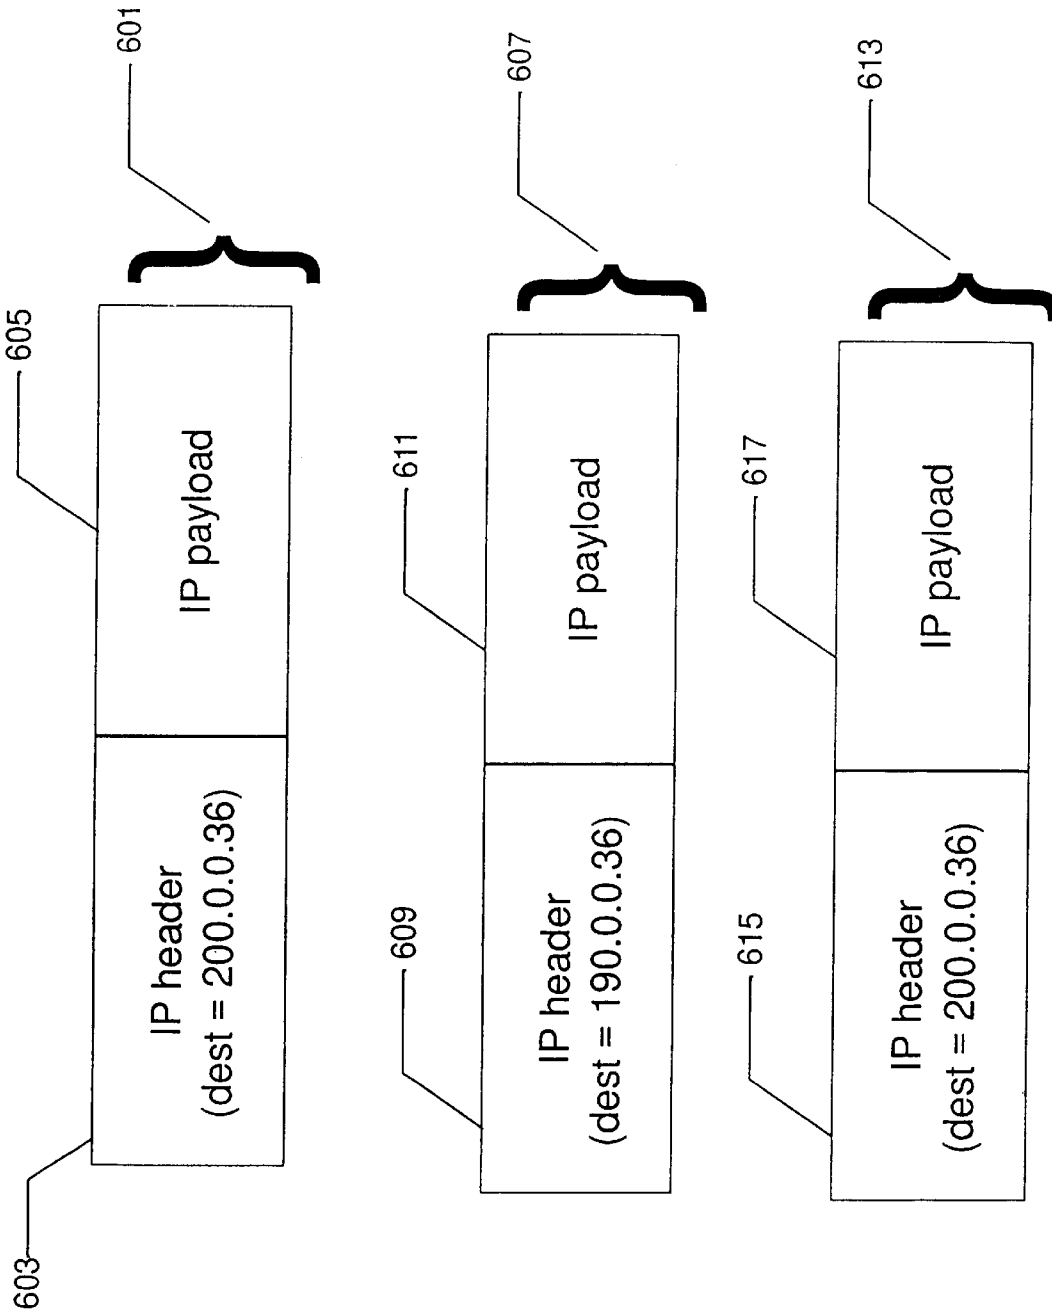 603
605
601
IP header
(dest = 200.0.0.36)
IP payload
609
611
607
IP header
(dest = 190.0.0.36)
IP payload
615
617
613
IP header
(dest = 200.0.0.36)
IP payload